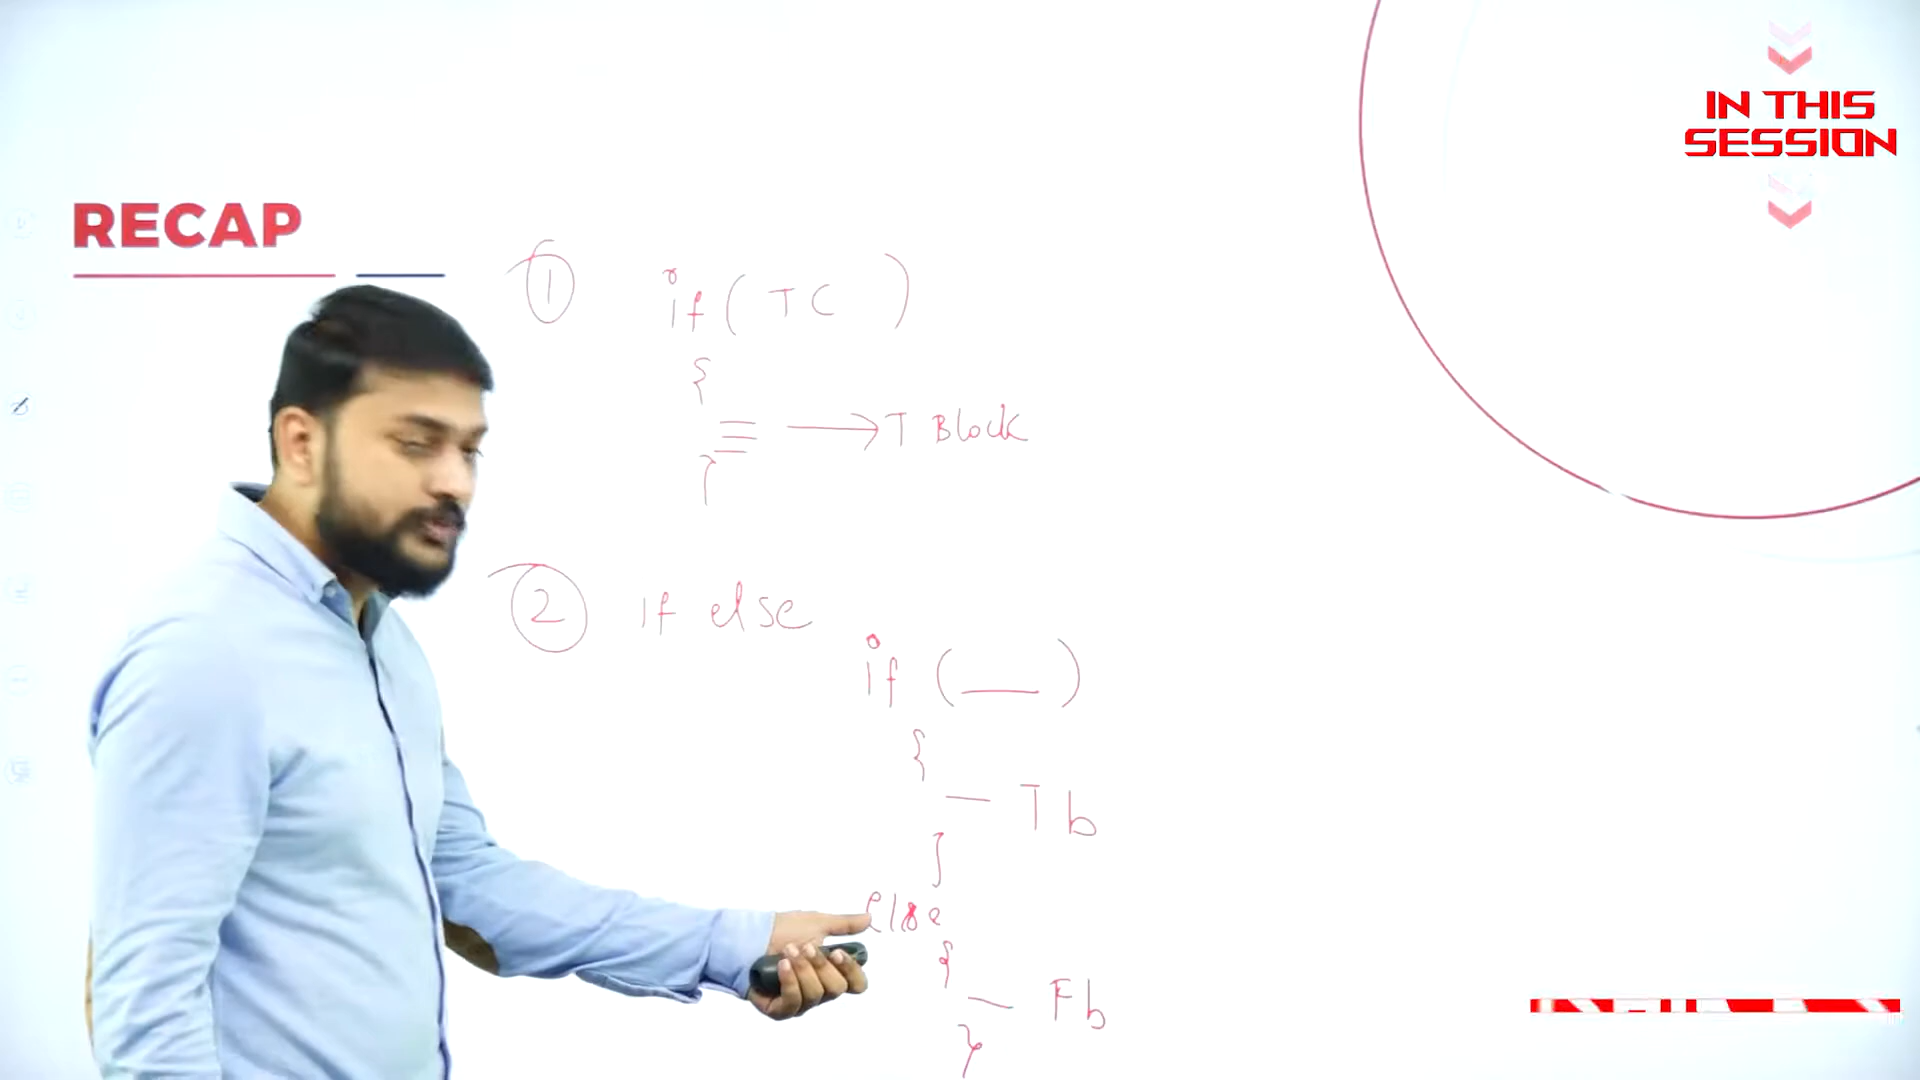 IN THIS
SESSION
RECAP
1 if ( TC )
{
→ T Block
}
2 if else
if ( __ )
{
— Tb
}
else
{
— Fb
}